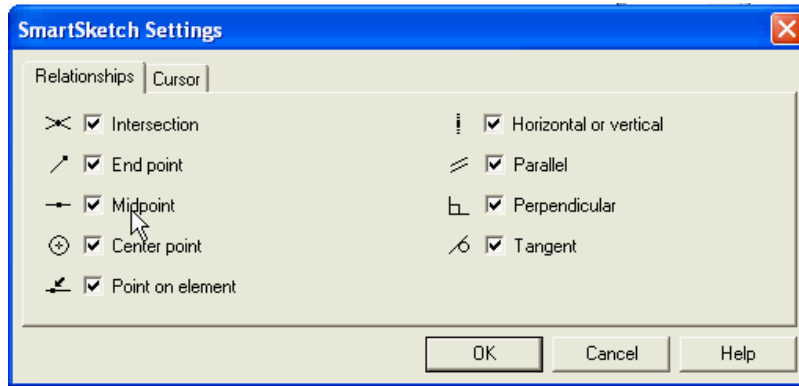 SmartSketch Settings
Relationships Cursor
Intersection
End point
Midpoint
Center point
Point on element
Horizontal or vertical
Parallel
Perpendicular
Tangent
OK Cancel Help